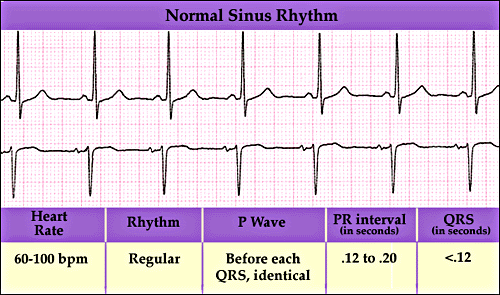 Normal Sinus Rhythm
Heart
Rate
Rhythm
P Wave
PR interval
(in seconds)
QRS
(in seconds)
60-100 bpm
Regular
Before each
QRS, identical
.12 to .20
<.12